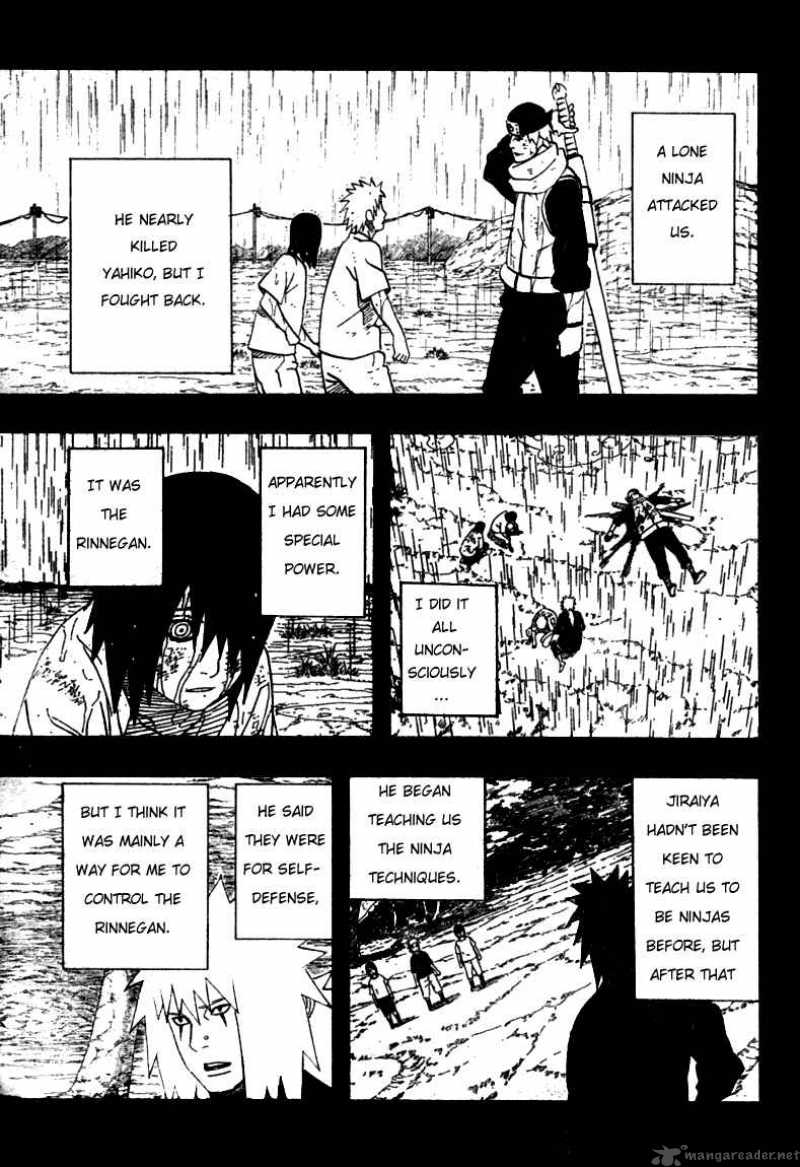 A LONE
NINJA
ATTACKED
US.
HE NEARLY
KILLED
YAHIKO, BUT I
FOUGHT BACK.
I DID IT
ALL
UNCON-
SCIOUSLY
...
APPARENTLY
I HAD SOME
SPECIAL
POWER.
IT WAS
THE
RINNEGAN.
JIRAIYA
HADN'T BEEN
KEEN TO
TEACH US TO
BE NINJAS
BEFORE, BUT
AFTER THAT
HE BEGAN
TEACHING US
THE NINJA
TECHNIQUES.
HE SAID
THEY WERE
FOR SELF-
DEFENSE,
BUT I THINK IT
WAS MAINLY A
WAY FOR ME TO
CONTROL THE
RINNEGAN.
mangareader.net